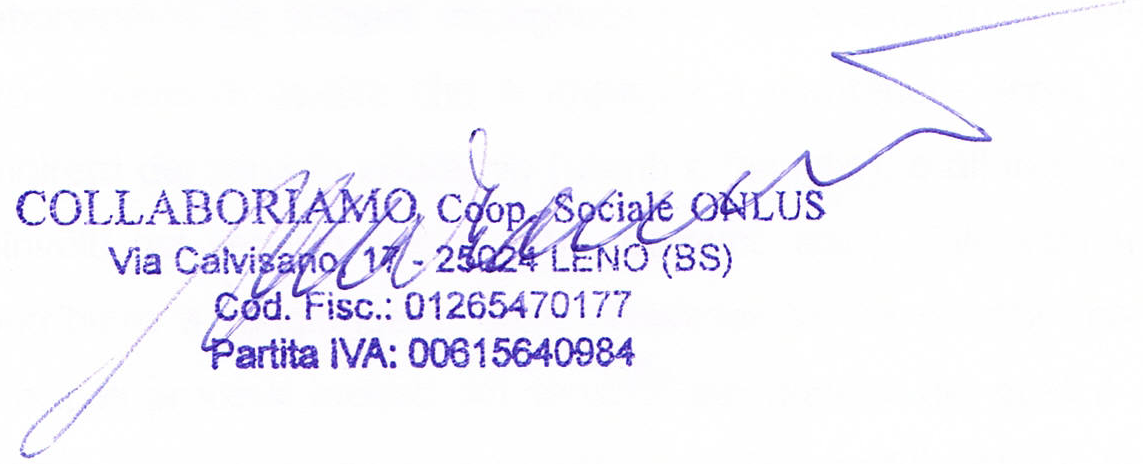 COLLABORIAMO Coop. Sociale ONLUS
Via Calvisano, 17 - 25024 LENO (BS)
Cod. Fisc.: 01265470177
Partita IVA: 00615640984